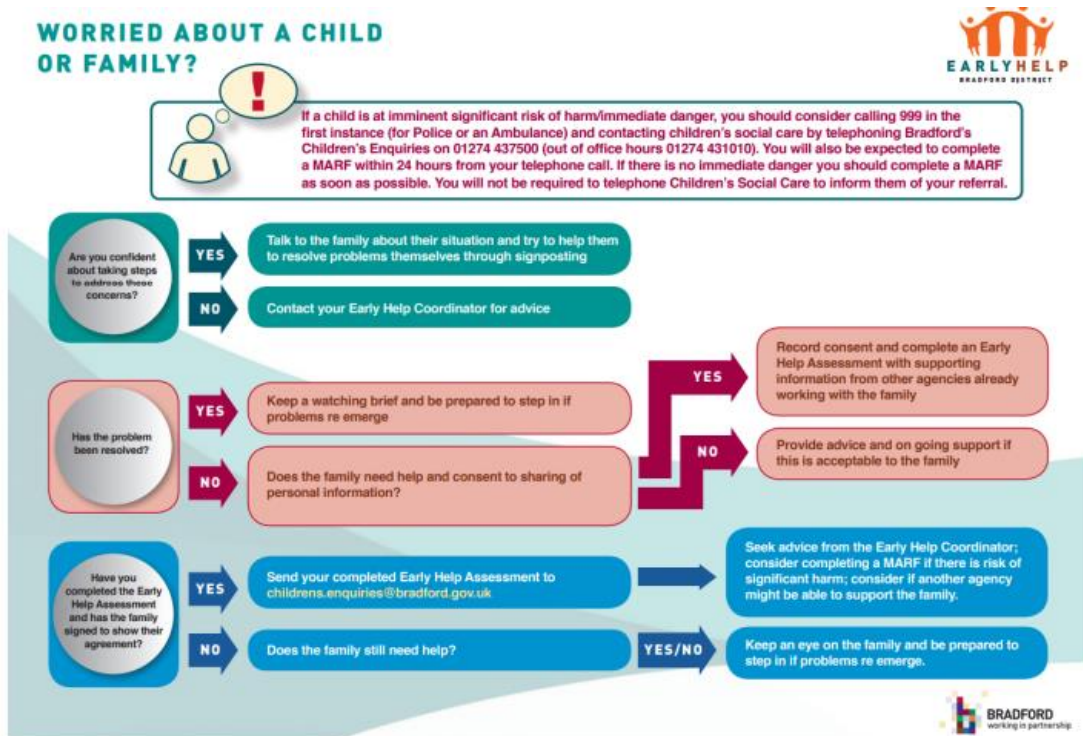 WORRIED ABOUT A CHILD
OR FAMILY?
EARLYHELP
BRADFORD DISTRICT
!
If a child is at imminent significant risk of harm/immediate danger, you should consider calling 999 in the
first instance (for Police or an Ambulance) and contacting children's social care by telephoning Bradford's
Children's Enquiries on 01274 437500 (out of office hours 01274 431010). You will also be expected to complete
a MARF within 24 hours from your telephone call. If there is no immediate danger you should complete a MARF
as soon as possible. You will not be required to telephone Children's Social Care to inform them of your referral.
Are you confident
about taking steps
to address these
concerns?
YES
Talk to the family about their situation and try to help them
to resolve problems themselves through signposting
NO
Contact your Early Help Coordinator for advice
Has the problem
been resolved?
YES
Keep a watching brief and be prepared to step in if
problems re emerge
NO
Does the family need help and consent to sharing of
personal information?
YES
Record consent and complete an Early
Help Assessment with supporting
information from other agencies already
working with the family
NO
Provide advice and on going support if
this is acceptable to the family
Have you
completed the Early
Help Assessment
and has the family
signed to show their
agreement?
YES
Send your completed Early Help Assessment to
childrens.enquiries@bradford.gov.uk
Seek advice from the Early Help Coordinator;
consider completing a MARF if there is risk of
significant harm; consider if another agency
might be able to support the family.
NO
Does the family still need help?
YES/NO
Keep an eye on the family and be prepared to
step in if problems re emerge.
BRADFORD
working in partnership